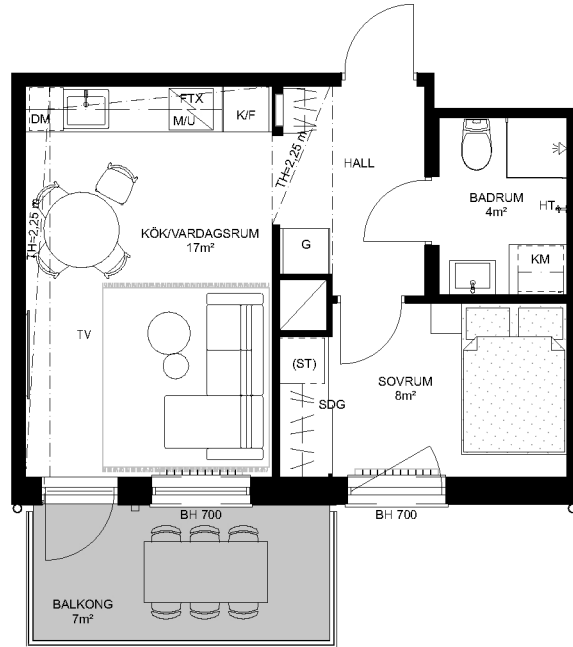 FTX
DM
M/U
K/F
TH=2,25 m
HALL
BADRUM
4m²
HT
TH=2,25 m
KÖK/VARDAGSRUM
17m²
G
KM
TV
(ST)
SOVRUM
8m²
SDG
BH 700
BH 700
BALKONG
7m²